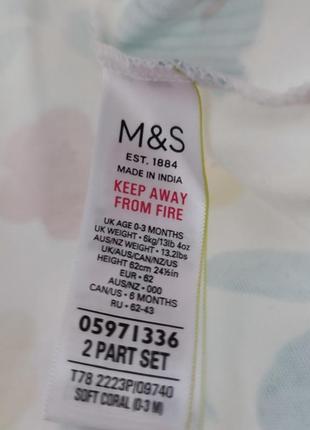 M&S
EST. 1884
MADE IN INDIA
KEEP AWAY
FROM FIRE
UK AGE 0-3 MONTHS
UK WEIGHT • 6kg/13lb 4oz
AUS/NZ WEIGHT • 13.2lbs
UK/AUS/CAN/NZ/US
HEIGHT 62cm 24½in
EUR • 62
AUS/NZ • 000
CAN/US • 6 MONTHS
RU • 62-43
05971336
2 PART SET
T78 2223P/09740
SOFT CORAL (0-3 M)